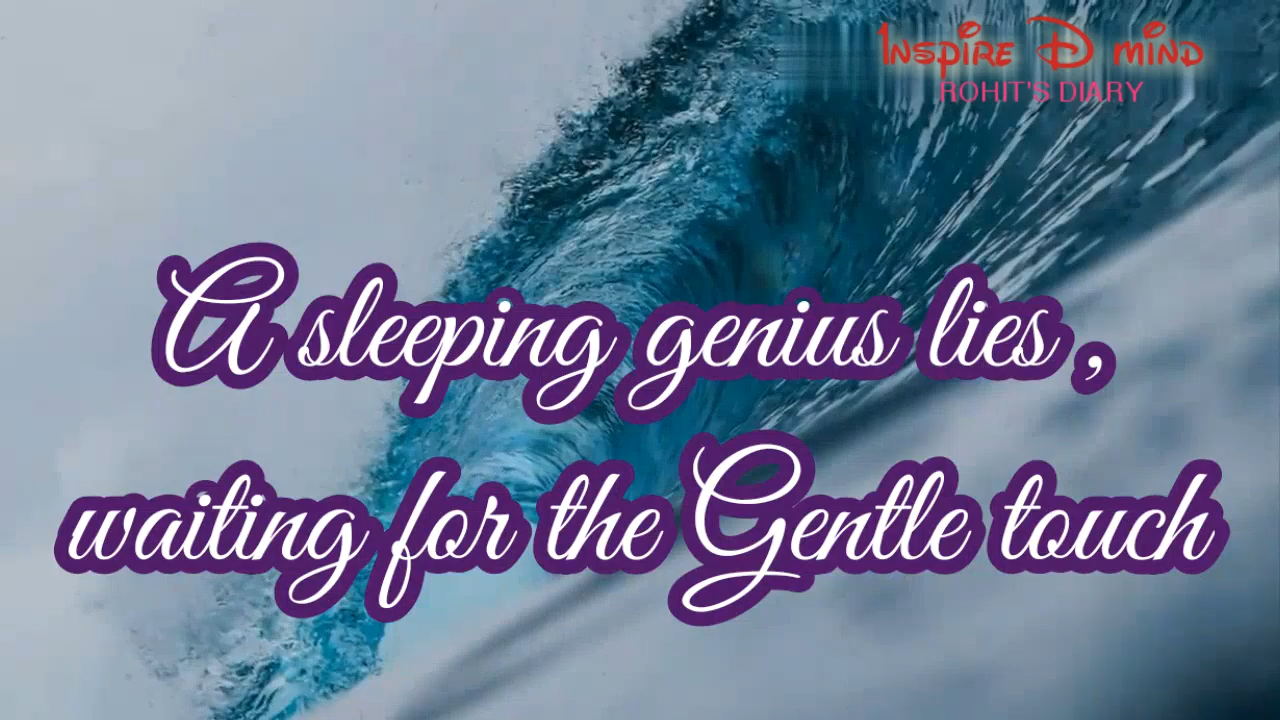 Inspire D mind
ROHIT'S DIARY
A sleeping genius lies ,
waiting for the Gentle touch